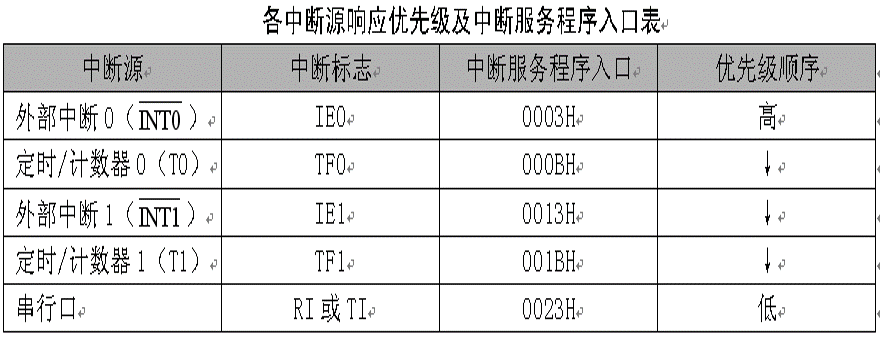 各中断源响应优先级及中断服务程序入口表
中断源 中断标志 中断服务程序入口 优先级顺序
外部中断0（INT0） IE0 0003H 高
定时/计数器0（T0） TF0 000BH ↓
外部中断1（INT1） IE1 0013H ↓
定时/计数器1（T1） TF1 001BH ↓
串行口 RI或TI 0023H 低